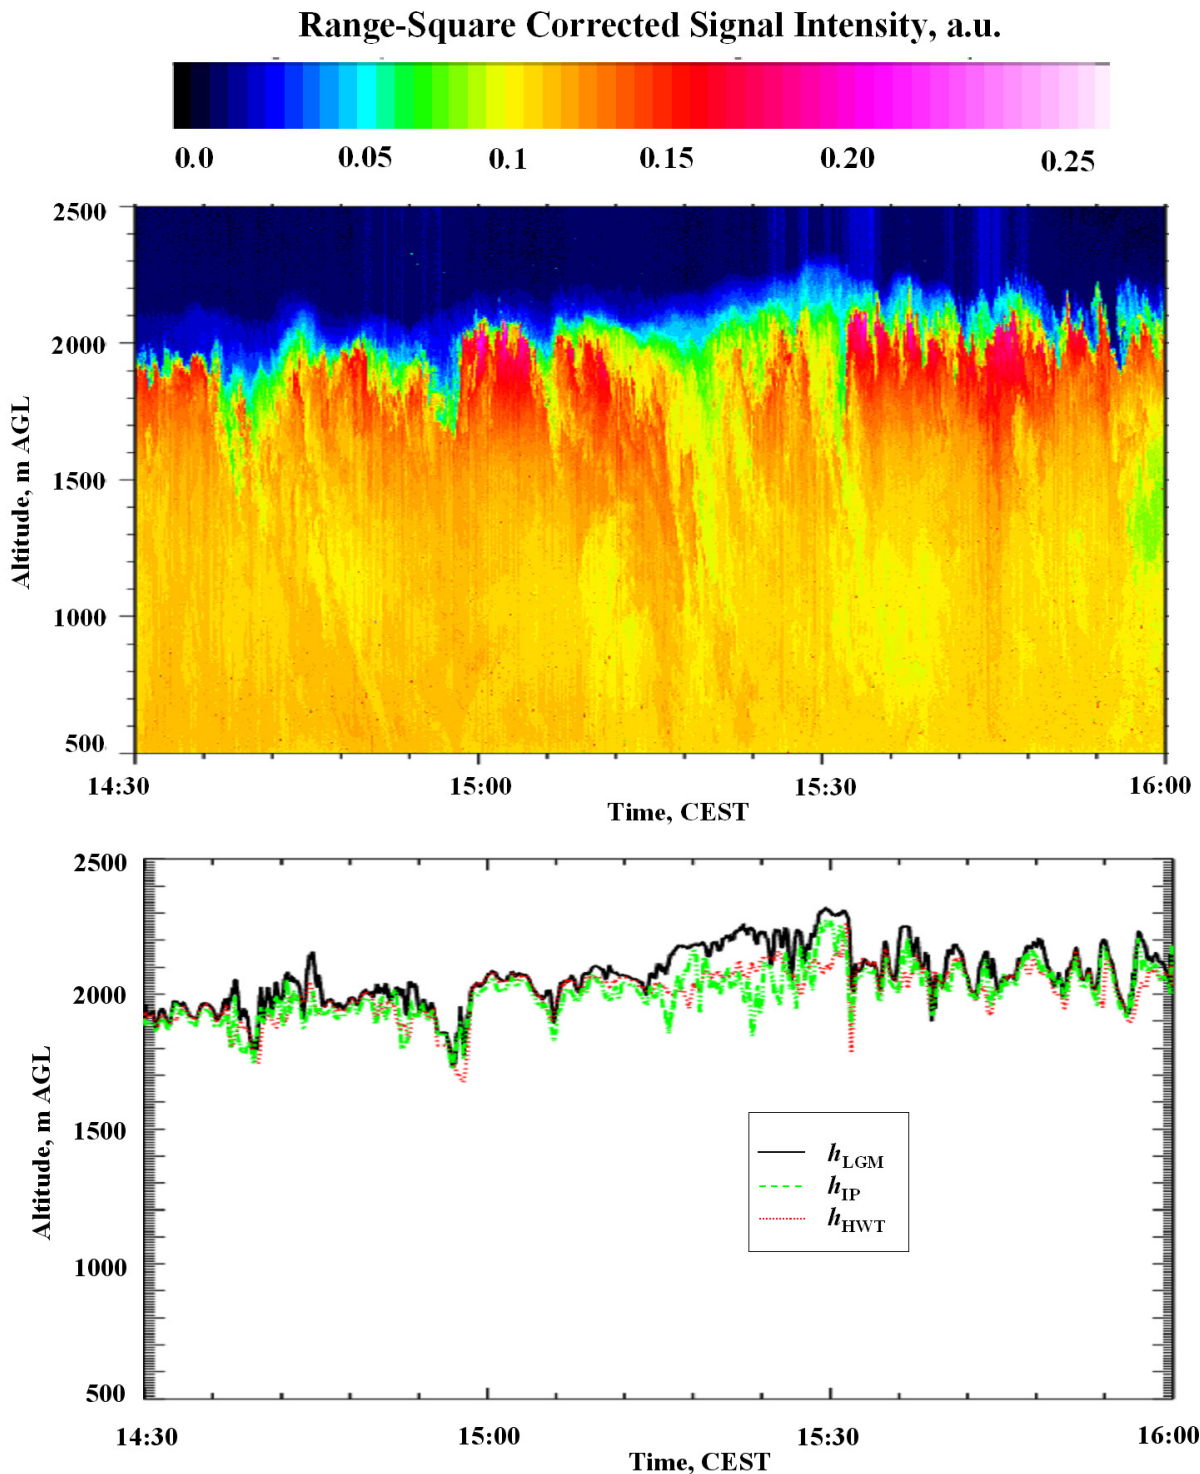 Range-Square Corrected Signal Intensity, a.u.
0.0 0.05 0.1 0.15 0.20 0.25
2500
2000
1500
1000
500
Altitude, m AGL
14:30 15:00 15:30 16:00
Time, CEST
2500
2000
1500
1000
500
Altitude, m AGL
hLGM
hIP
hHWT
14:30 15:00 15:30 16:00
Time, CEST